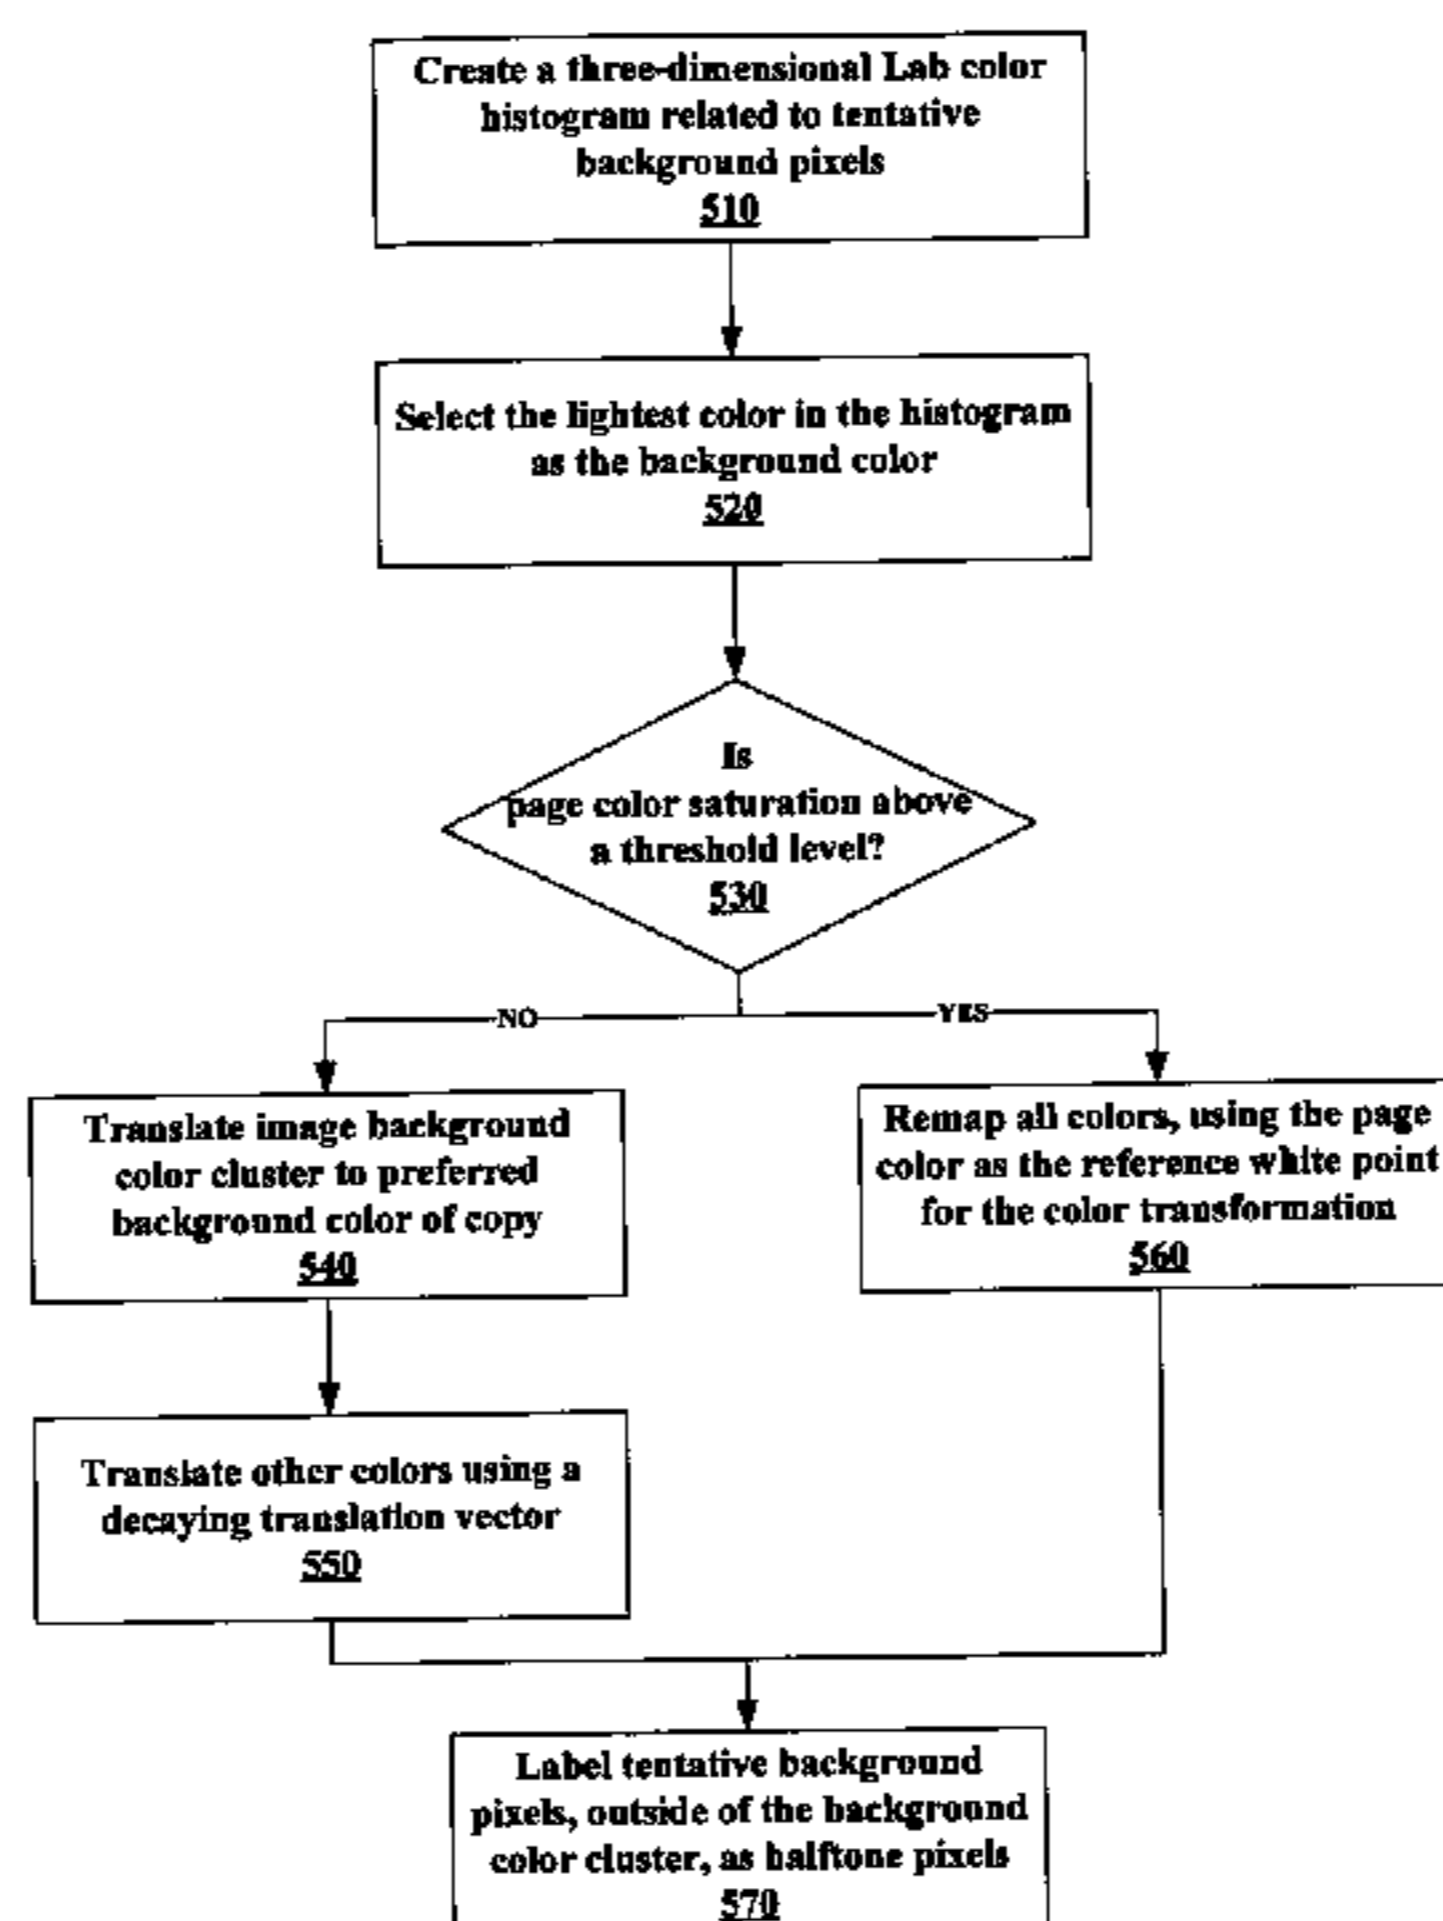 Create a three-dimensional Lab color
histogram related to tentative
background pixels
510
Select the lightest color in the histogram
as the background color
520
Is
page color saturation above
a threshold level?
530
NO
YES
Translate image background
color cluster to preferred
background color of copy
540
Remap all colors, using the page
color as the reference white point
for the color transformation
560
Translate other colors using a
decaying translation vector
550
Label tentative background
pixels, outside of the background
color cluster, as halftone pixels
570